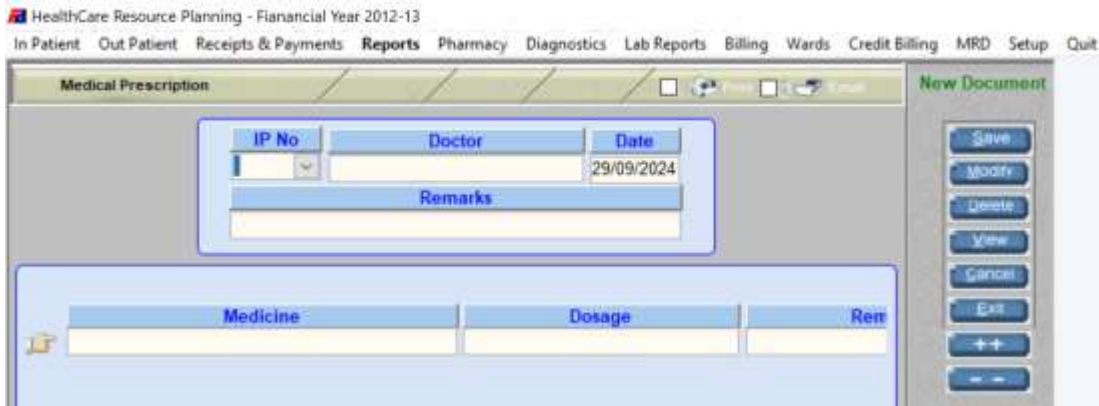 HealthCare Resource Planning - Fianancial Year 2012-13
In Patient Out Patient Receipts & Payments Reports Pharmacy Diagnostics Lab Reports Billing Wards Credit Billing MRD Setup Quit
Medical Prescription
New Document
IP No Doctor Date
29/09/2024
Remarks
Medicine Dosage Rem
Save
Modify
Delete
View
Cancel
Exit
++
--